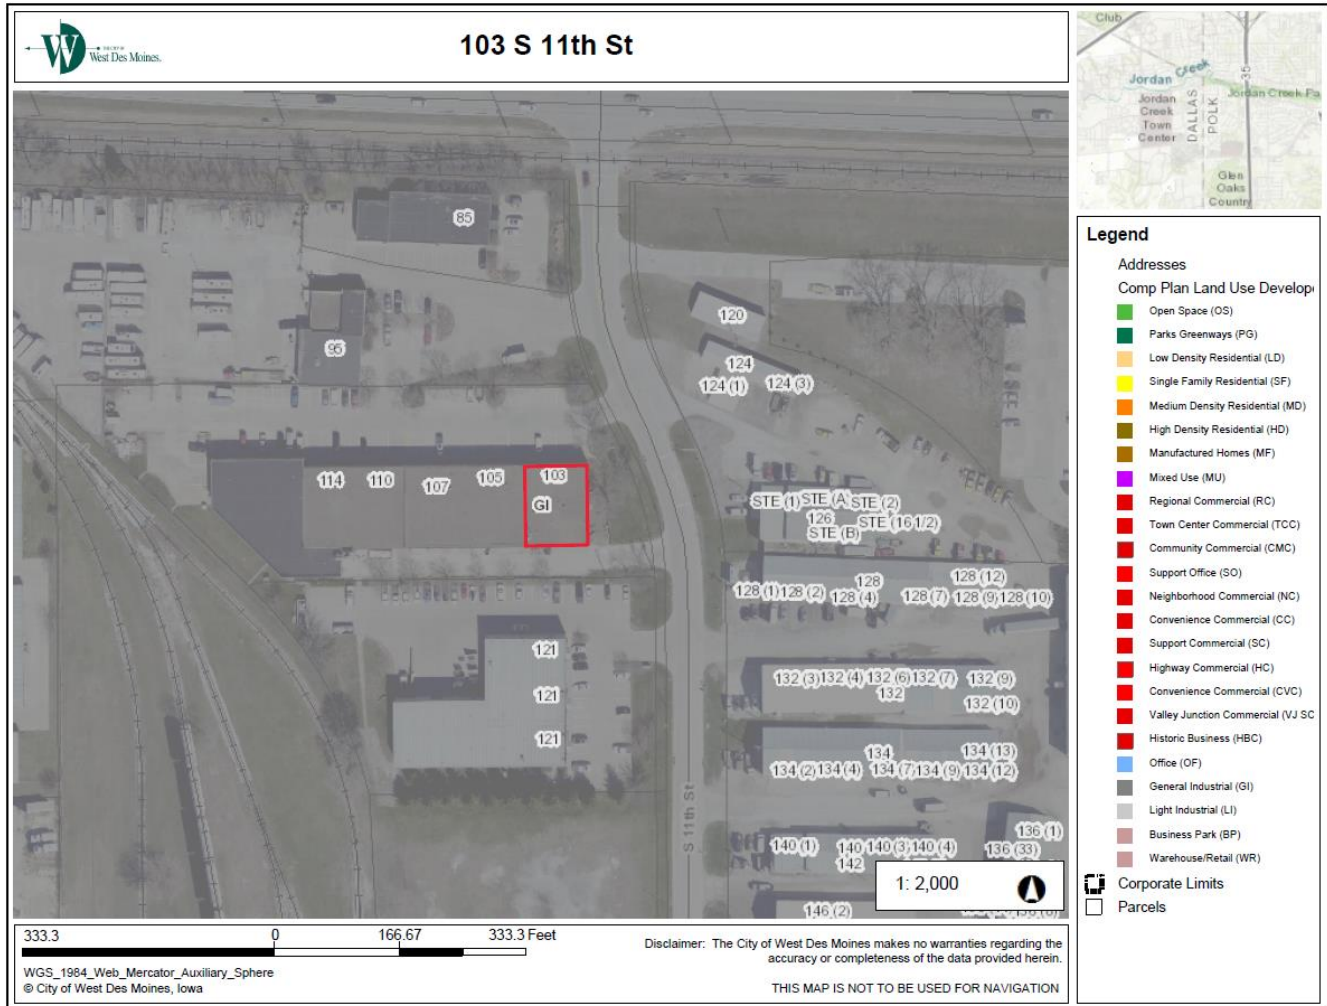 THE CITY OF
West Des Moines.
103 S 11th St
Club
Jordan Creek
Jordan Creek Pa
35
Jordan
Creek
Town
Center
DALLAS
POLK
Glen
Oaks
Country
85
95
120
124
124 (1)
124 (3)
114
110
107
105
103
GI
STE (1)
STE (A)
STE (2)
126
STE (16 1/2)
STE (B)
128
128 (12)
128 (1)
128 (2)
128 (4)
128 (7)
128 (9)
128 (10)
121
121
121
132 (3)
132 (4)
132 (6)
132 (7)
132 (9)
132
132 (10)
134
134 (13)
134 (2)
134 (4)
134 (7)
134 (9)
134 (12)
S 11th St
136 (1)
140 (1)
140
140 (3)
140 (4)
136 (33)
142
146 (2)
1: 2,000
Legend
Addresses
Comp Plan Land Use Develop
Open Space (OS)
Parks Greenways (PG)
Low Density Residential (LD)
Single Family Residential (SF)
Medium Density Residential (MD)
High Density Residential (HD)
Manufactured Homes (MF)
Mixed Use (MU)
Regional Commercial (RC)
Town Center Commercial (TCC)
Community Commercial (CMC)
Support Office (SO)
Neighborhood Commercial (NC)
Convenience Commercial (CC)
Support Commercial (SC)
Highway Commercial (HC)
Convenience Commercial (CVC)
Valley Junction Commercial (VJ SC
Historic Business (HBC)
Office (OF)
General Industrial (GI)
Light Industrial (LI)
Business Park (BP)
Warehouse/Retail (WR)
Corporate Limits
Parcels
333.3 0 166.67 333.3 Feet
WGS_1984_Web_Mercator_Auxiliary_Sphere
© City of West Des Moines, Iowa
Disclaimer: The City of West Des Moines makes no warranties regarding the
accuracy or completeness of the data provided herein.
THIS MAP IS NOT TO BE USED FOR NAVIGATION